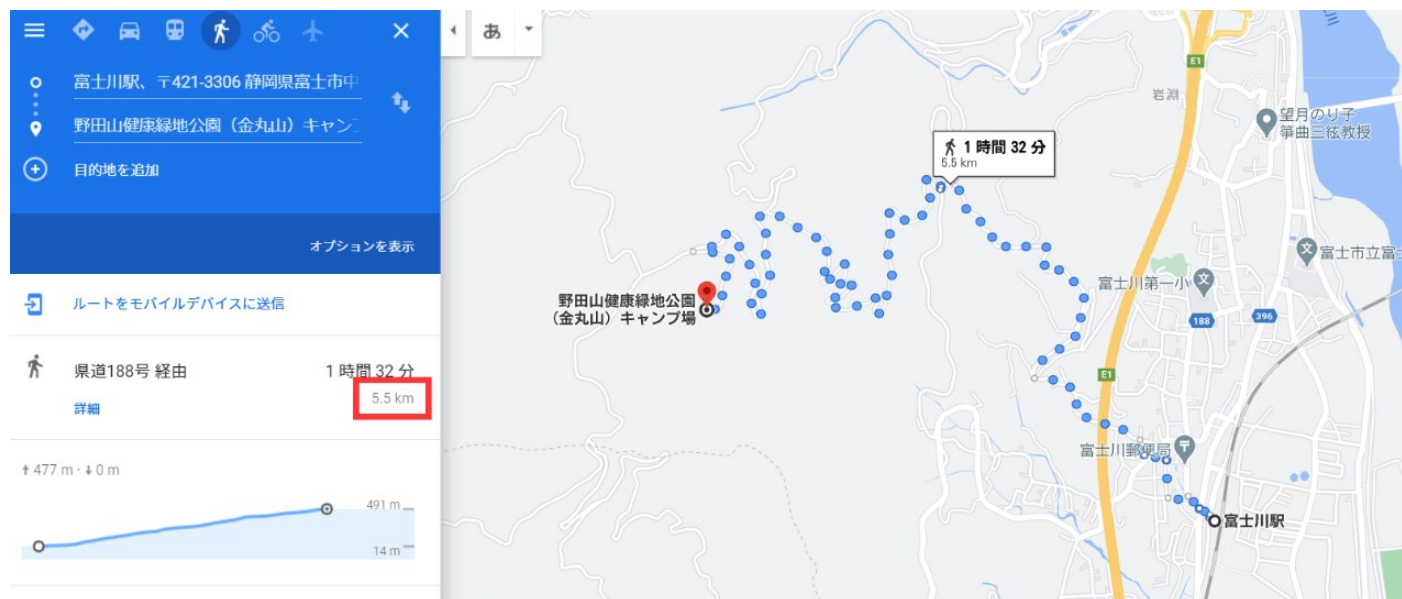 富士川駅、〒421-3306 静岡県富士市中
野田山健康緑地公園（金丸山）キャンプ
目的地を追加
オプションを表示
ルートをモバイルデバイスに送信
県道188号 経由
1 時間 32 分
5.5 km
詳細
477 m · 0 m
491 m
14 m
あ
E1
岩淵
望月のり子
箏曲三絃教授
1 時間 32 分
5.5 km
文
富士市立富士
富士川第一小
文
188
396
野田山健康緑地公園
（金丸山）キャンプ場
E1
富士川郵便局
富士川駅